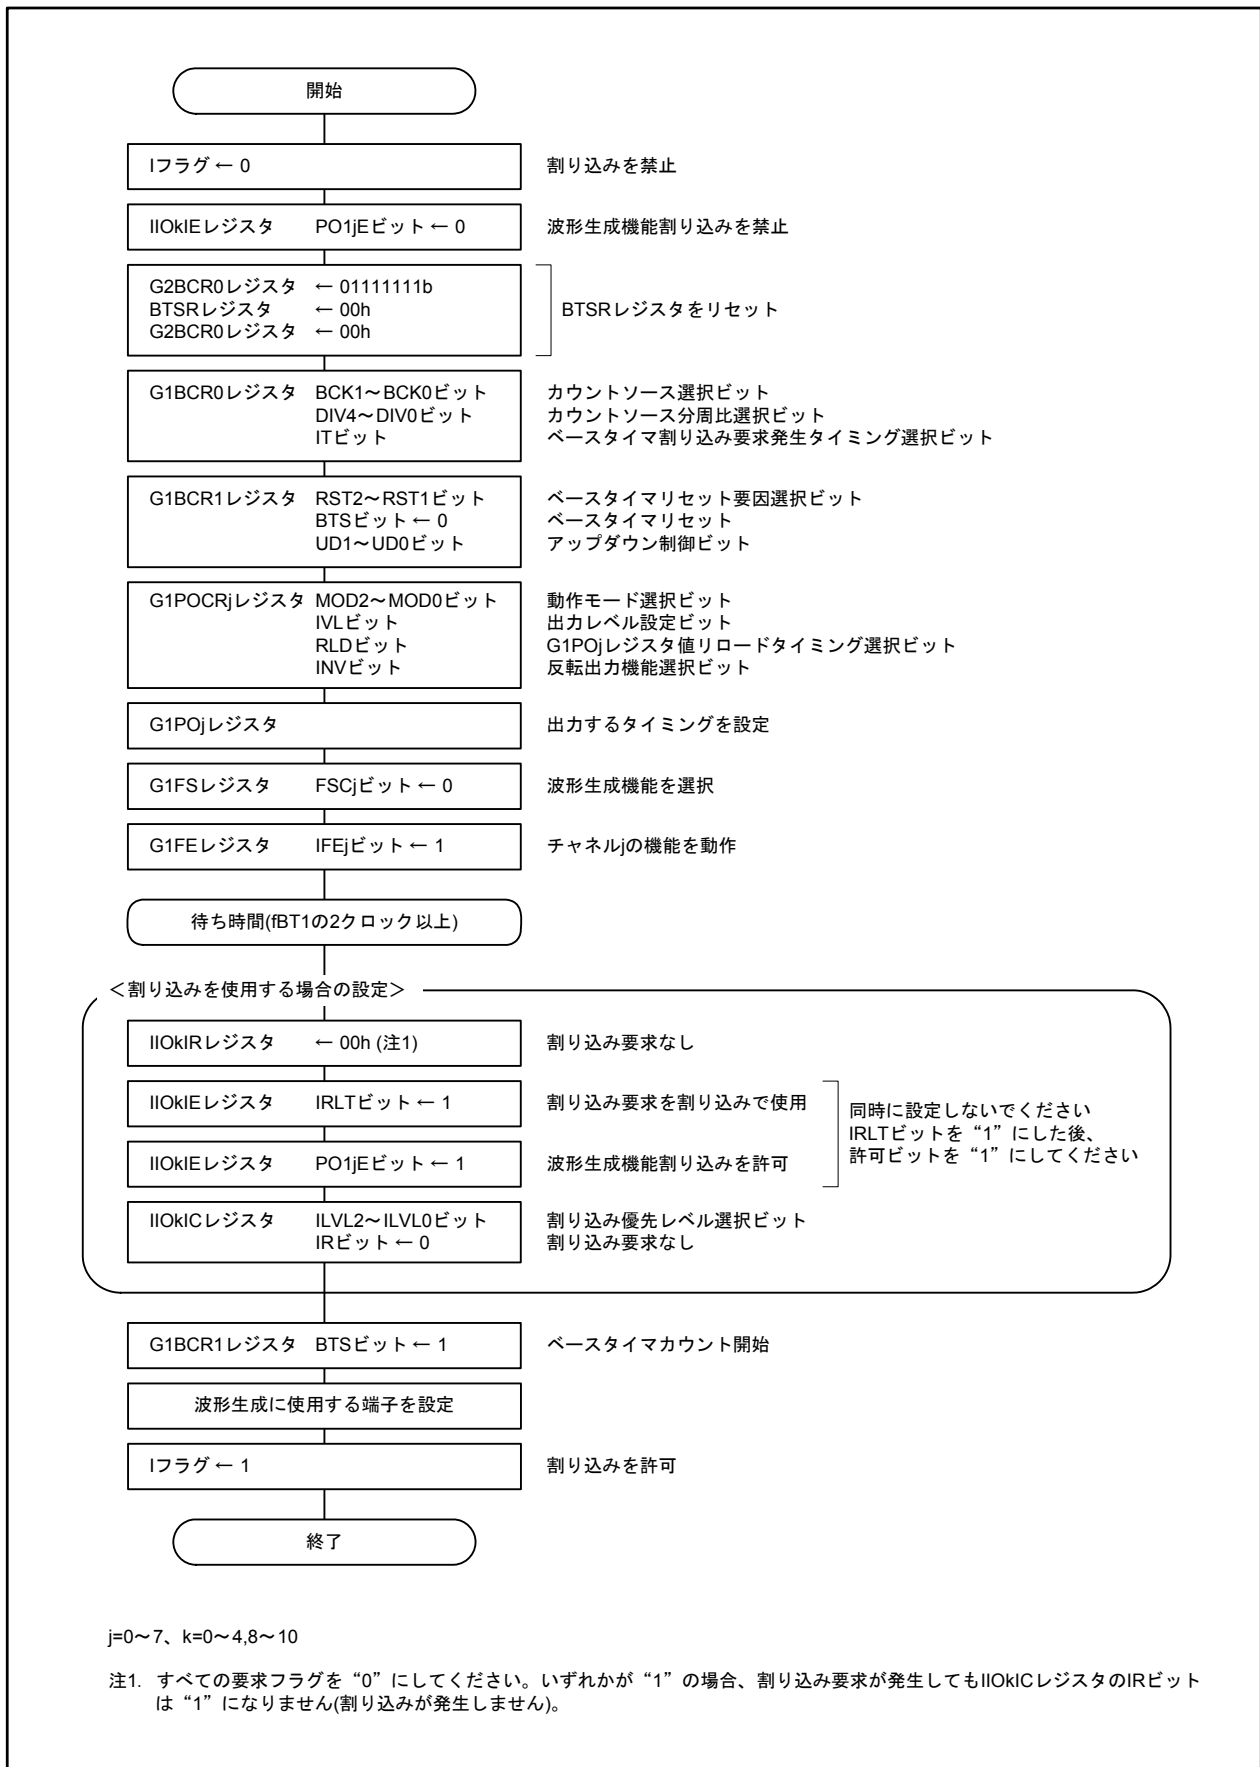 開始
Iフラグ ← 0 割り込みを禁止
IIOkIEレジスタ PO1jEビット ← 0 波形生成機能割り込みを禁止
G2BCR0レジスタ ← 01111111b
BTSRレジスタ ← 00h BTSRレジスタをリセット
G2BCR0レジスタ ← 00h
G1BCR0レジスタ BCK1～BCK0ビット カウントソース選択ビット
DIV4～DIV0ビット カウントソース分周比選択ビット
ITビット ベースタイマ割り込み要求発生タイミング選択ビット
G1BCR1レジスタ RST2～RST1ビット ベースタイマリセット要因選択ビット
BTSビット ← 0 ベースタイマリセット
UD1～UD0ビット アップダウン制御ビット
G1POCRjレジスタ MOD2～MOD0ビット 動作モード選択ビット
IVLビット 出力レベル設定ビット
RLDビット G1POjレジスタ値リロードタイミング選択ビット
INVビット 反転出力機能選択ビット
G1POjレジスタ 出力するタイミングを設定
G1FSレジスタ FSCjビット ← 0 波形生成機能を選択
G1FEレジスタ IFEjビット ← 1 チャネルjの機能を動作
待ち時間(fBT1の2クロック以上)
＜割り込みを使用する場合の設定＞
IIOkIRレジスタ ← 00h (注1) 割り込み要求なし
IIOkIEレジスタ IRLTビット ← 1 割り込み要求を割り込みで使用
同時に設定しないでください
IRLTビットを“1”にした後、
許可ビットを“1”にしてください
IIOkIEレジスタ PO1jEビット ← 1 波形生成機能割り込みを許可
IIOkICレジスタ ILVL2～ILVL0ビット 割り込み優先レベル選択ビット
IRビット ← 0 割り込み要求なし
G1BCR1レジスタ BTSビット ← 1 ベースタイマカウント開始
波形生成に使用する端子を設定
Iフラグ ← 1 割り込みを許可
終了
j=0～7、k=0～4,8～10
注1. すべての要求フラグを“0”にしてください。いずれかが“1”の場合、割り込み要求が発生してもIIOkICレジスタのIRビット
は“1”になりません(割り込みが発生しません)。